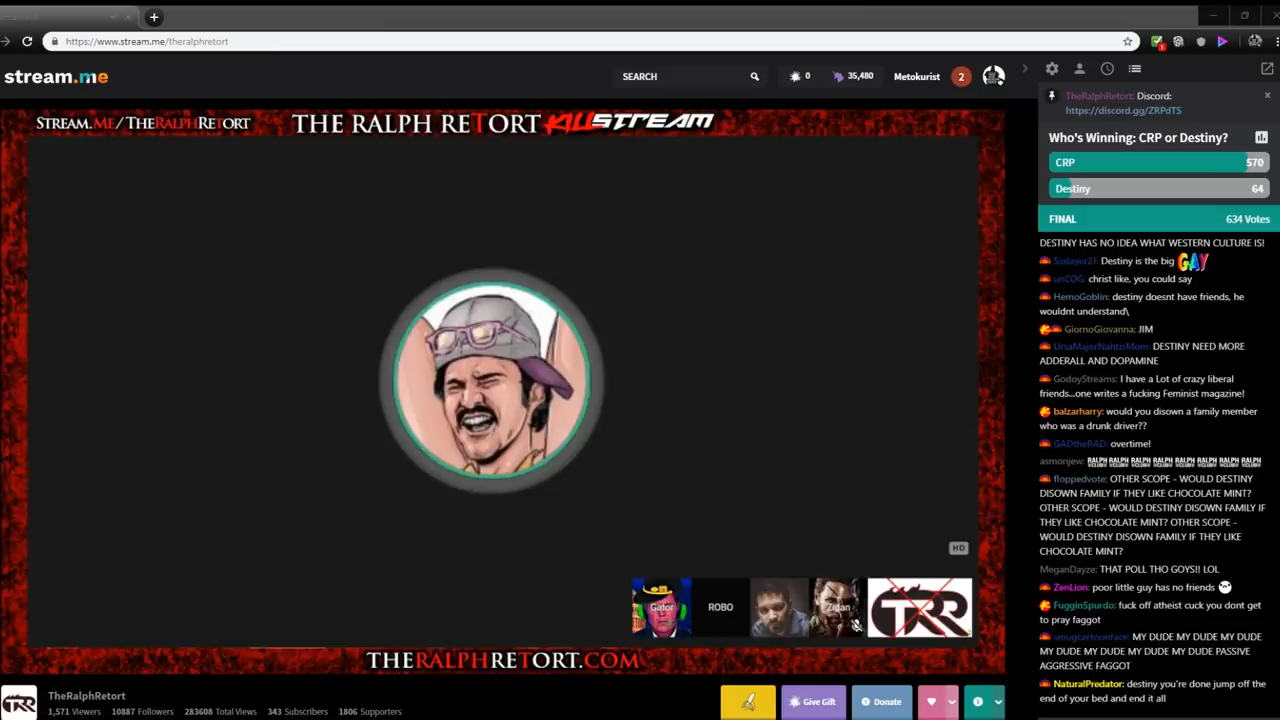 https://www.stream.me/theralphretort
stream.me
SEARCH
0
35,480
Metokurist
2
STREAM.ME/THERALPHRETORT
THE RALPH RETORT KILLSTREAM
HD
Gator
ROBO
Zidan
TRR
THERALPHRETORT.COM
TRR
TheRalphRetort
1,571 Viewers
10887 Followers
283608 Total Views
343 Subscribers
1806 Supporters
Give Gift
Donate
1
TheRalphRetort: Discord:
https://discord.gg/ZRPdTS
Who's Winning: CRP or Destiny?
CRP
570
Destiny
64
FINAL
634 Votes
DESTINY HAS NO IDEA WHAT WESTERN CULTURE IS!
Ssslayer21: Destiny is the big GAY
unCOG: christ like, you could say
HemoGoblin: destiny doesnt have friends, he
wouldnt understand\
GiornoGiovanna: JIM
UrsaMajorNahtziMom: DESTINY NEED MORE
ADDERALL AND DOPAMINE
GodoyStreams: I have a Lot of crazy liberal
friends...one writes a fucking Feminist magazine!
balzarharry: would you disown a family member
who was a drunk driver??
GADtheRAD: overtime!
asmonjew:
floppedvote: OTHER SCOPE - WOULD DESTINY
DISOWN FAMILY IF THEY LIKE CHOCOLATE MINT?
OTHER SCOPE - WOULD DESTINY DISOWN FAMILY IF
THEY LIKE CHOCOLATE MINT? OTHER SCOPE -
WOULD DESTINY DISOWN FAMILY IF THEY LIKE
CHOCOLATE MINT?
MeganDayze: THAT POLL THO GUYS!! LOL
ZenLion: poor little guy has no friends
FugginSpurdo: fuck off atheist cuck you dont get
to pray faggot
smugcartoonface: MY DUDE MY DUDE MY DUDE
MY DUDE MY DUDE MY DUDE MY DUDE PASSIVE
AGGRESSIVE FAGGOT
NaturalPredator: destiny you're done jump off the
end of your bed and end it all